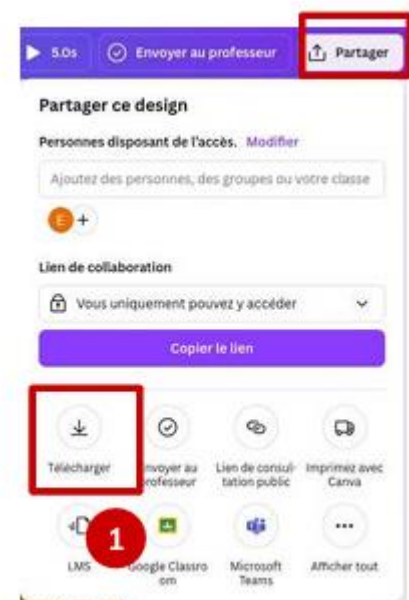 5.0s Envoyer au professeur Partager
Partager ce design
Personnes disposant de l'accès. Modifier
Ajoutez des personnes, des groupes ou votre classe
E +
Lien de collaboration
Vous uniquement pouvez y accéder
Copier le lien
Télécharger
nvoyer au
professeur
Lien de consul-
tation public
Imprimez avec
Canva
1
LMS
oogle Classro
om
Microsoft
Teams
Afficher tout